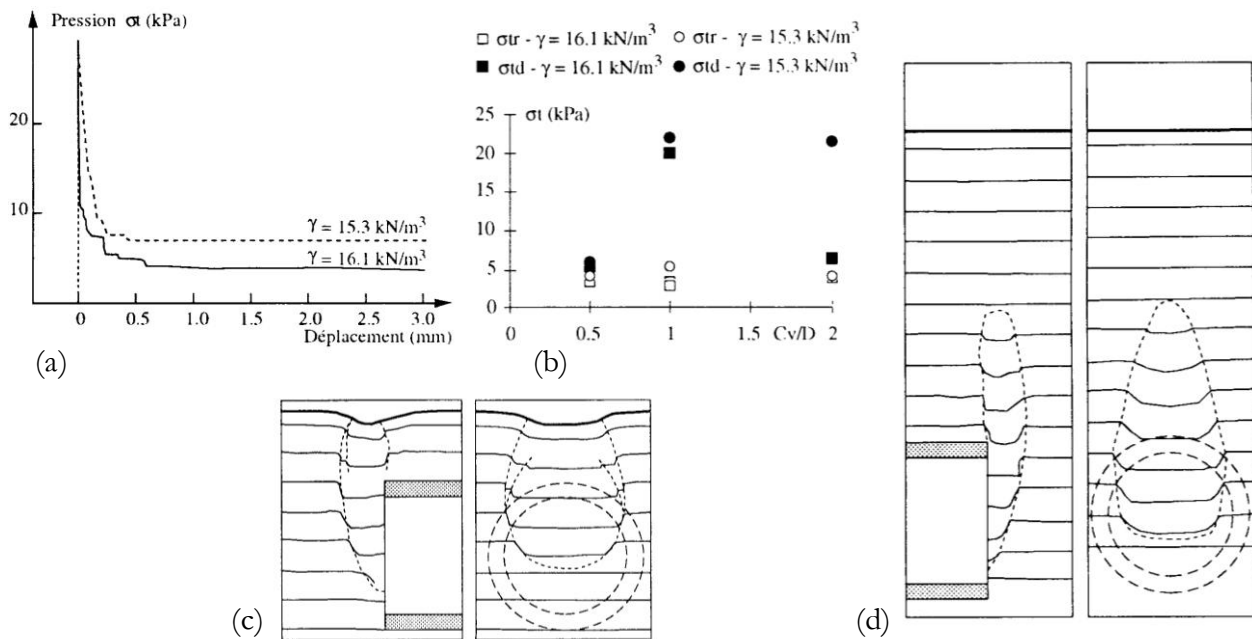 Pression σt (kPa)
20
10
γ = 15.3 kN/m³
γ = 16.1 kN/m³
0 0.5 1.0 1.5 2.0 2.5 3.0
Déplacement (mm)
(a)
□ σtr - γ = 16.1 kN/m³ ○ σtr - γ = 15.3 kN/m³
■ σtd - γ = 16.1 kN/m³ ● σtd - γ = 15.3 kN/m³
σt (kPa)
25
20
15
10
5
0
0 0.5 1 1.5 Cv/D 2
(b)
(c)
(d)